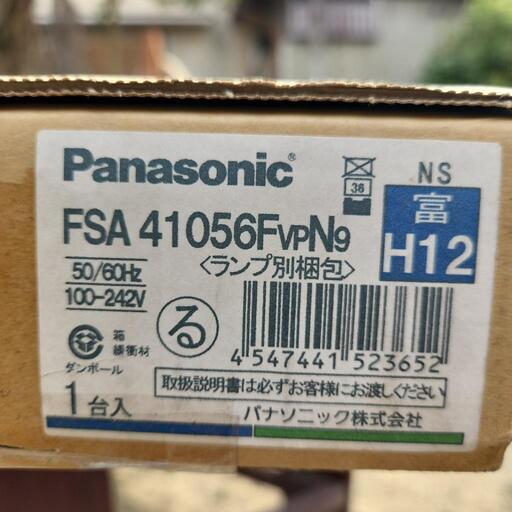 Panasonic®
36
NS
FSA 41056FVPN9
富
H12
〈ランプ別梱包〉
50/60Hz
100-242V
る
箱
緩衝材
ダンボール
4 547441 523652
取扱説明書は必ずお客様にお渡しください
1台入
パナソニック株式会社